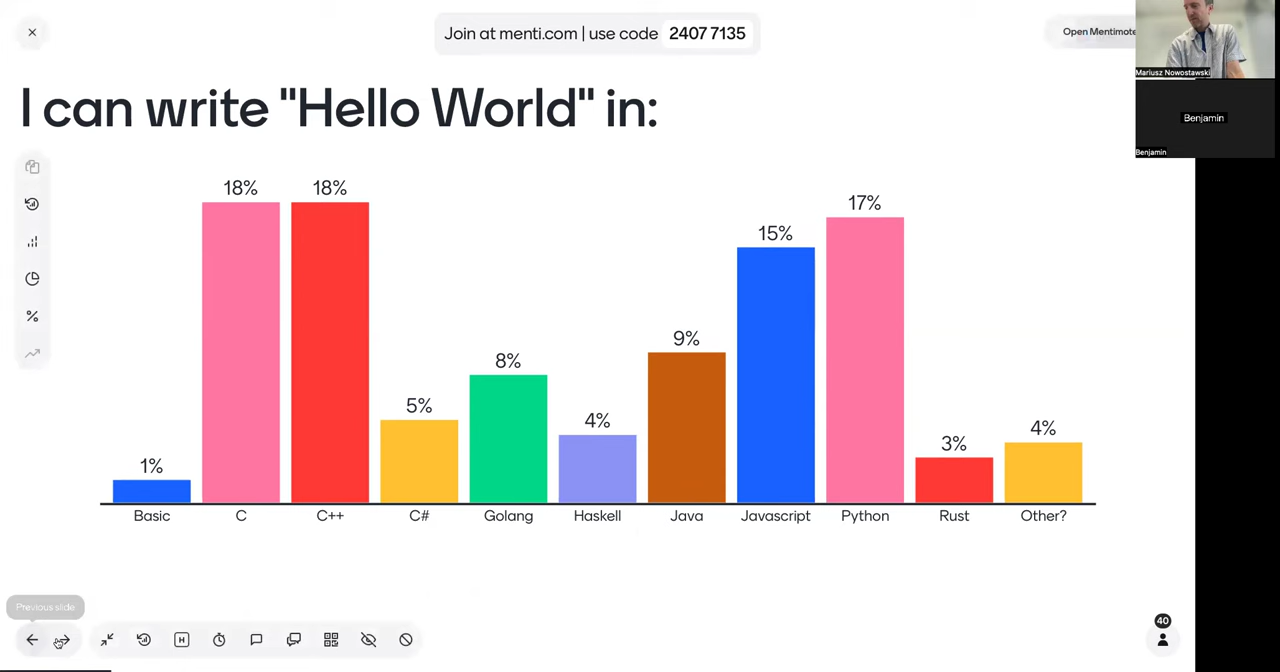 Join at menti.com | use code 2407 7135
Open Mentimete
Mariusz Nowostawski
Benjamin
Benjamin
I can write "Hello World" in:
18% 18%
17%
15%
9%
8%
5%
4%
4%
3%
1%
Basic C C++ C# Golang Haskell Java Javascript Python Rust Other?
Previous slide
H
40